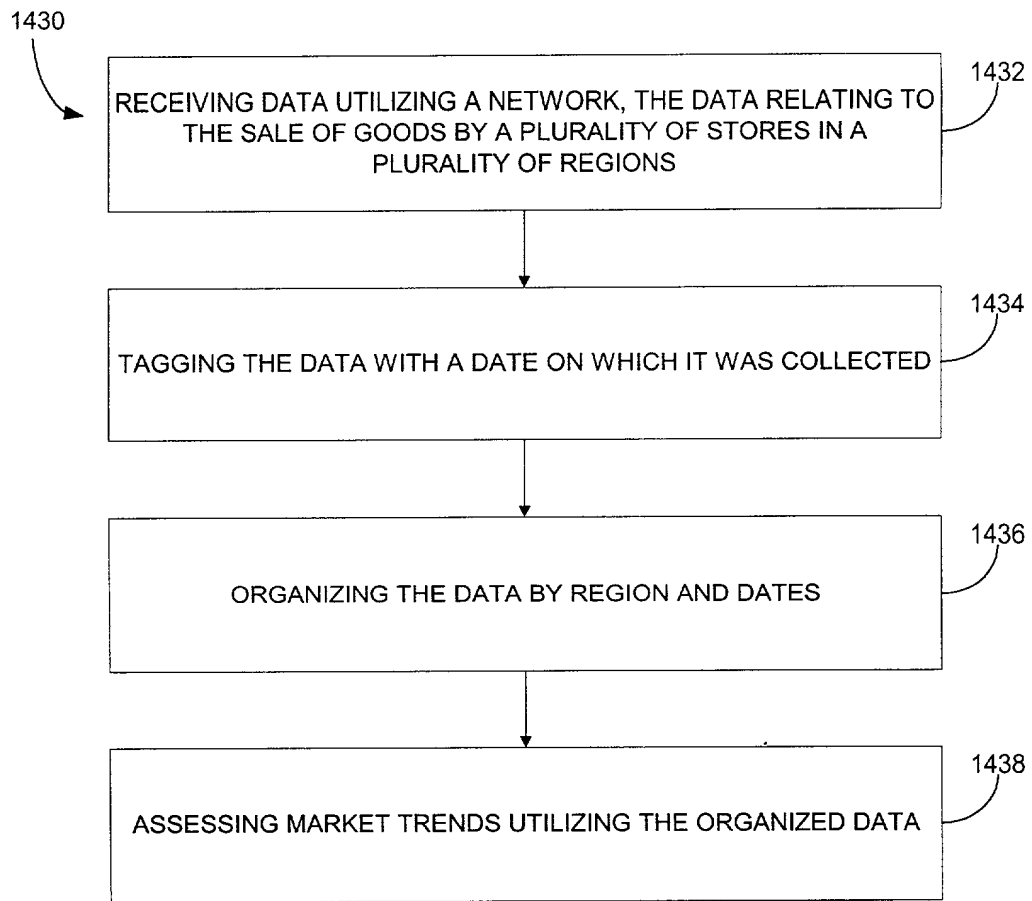 1430
1432
RECEIVING DATA UTILIZING A NETWORK, THE DATA RELATING TO
THE SALE OF GOODS BY A PLURALITY OF STORES IN A
PLURALITY OF REGIONS
1434
TAGGING THE DATA WITH A DATE ON WHICH IT WAS COLLECTED
1436
ORGANIZING THE DATA BY REGION AND DATES
1438
ASSESSING MARKET TRENDS UTILIZING THE ORGANIZED DATA